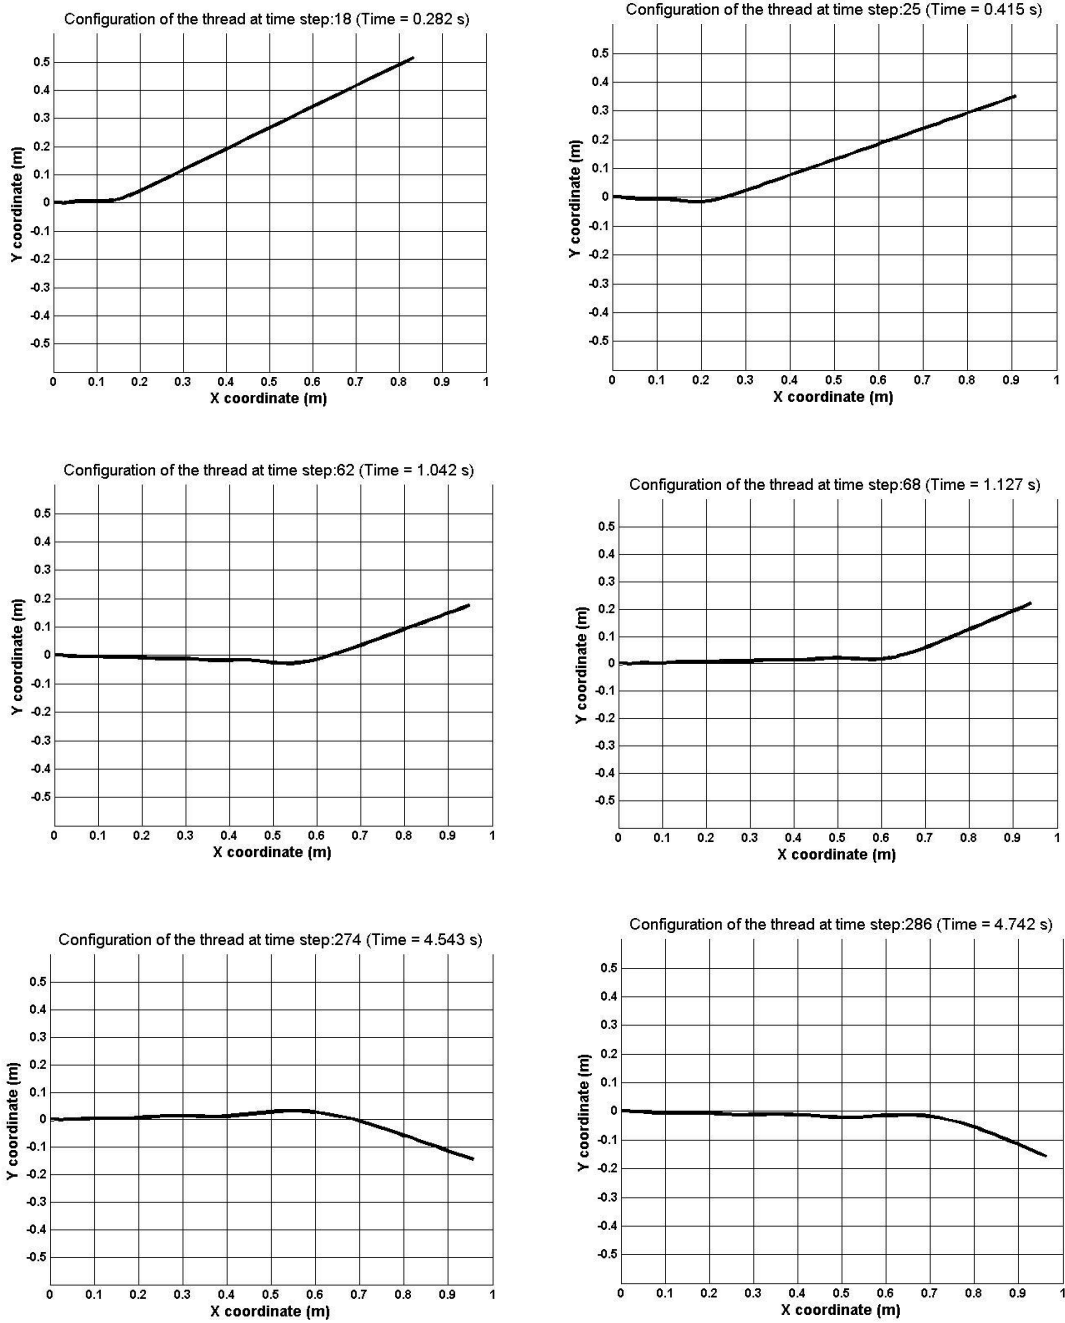 Configuration of the thread at time step:18 (Time = 0.282 s)
0.5
0.4
0.3
0.2
0.1
0
-0.1
-0.2
-0.3
-0.4
-0.5
Y coordinate (m)
0 0.1 0.2 0.3 0.4 0.5 0.6 0.7 0.8 0.9 1
X coordinate (m)
Configuration of the thread at time step:25 (Time = 0.415 s)
0.5
0.4
0.3
0.2
0.1
0
-0.1
-0.2
-0.3
-0.4
-0.5
Y coordinate (m)
0 0.1 0.2 0.3 0.4 0.5 0.6 0.7 0.8 0.9 1
X coordinate (m)
Configuration of the thread at time step:62 (Time = 1.042 s)
0.5
0.4
0.3
0.2
0.1
0
-0.1
-0.2
-0.3
-0.4
-0.5
Y coordinate (m)
0 0.1 0.2 0.3 0.4 0.5 0.6 0.7 0.8 0.9 1
X coordinate (m)
Configuration of the thread at time step:68 (Time = 1.127 s)
0.5
0.4
0.3
0.2
0.1
0
-0.1
-0.2
-0.3
-0.4
-0.5
Y coordinate (m)
0 0.1 0.2 0.3 0.4 0.5 0.6 0.7 0.8 0.9 1
X coordinate (m)
Configuration of the thread at time step:274 (Time = 4.543 s)
0.5
0.4
0.3
0.2
0.1
0
-0.1
-0.2
-0.3
-0.4
-0.5
Y coordinate (m)
0 0.1 0.2 0.3 0.4 0.5 0.6 0.7 0.8 0.9 1
X coordinate (m)
Configuration of the thread at time step:286 (Time = 4.742 s)
0.5
0.4
0.3
0.2
0.1
0
-0.1
-0.2
-0.3
-0.4
-0.5
Y coordinate (m)
0 0.1 0.2 0.3 0.4 0.5 0.6 0.7 0.8 0.9 1
X coordinate (m)